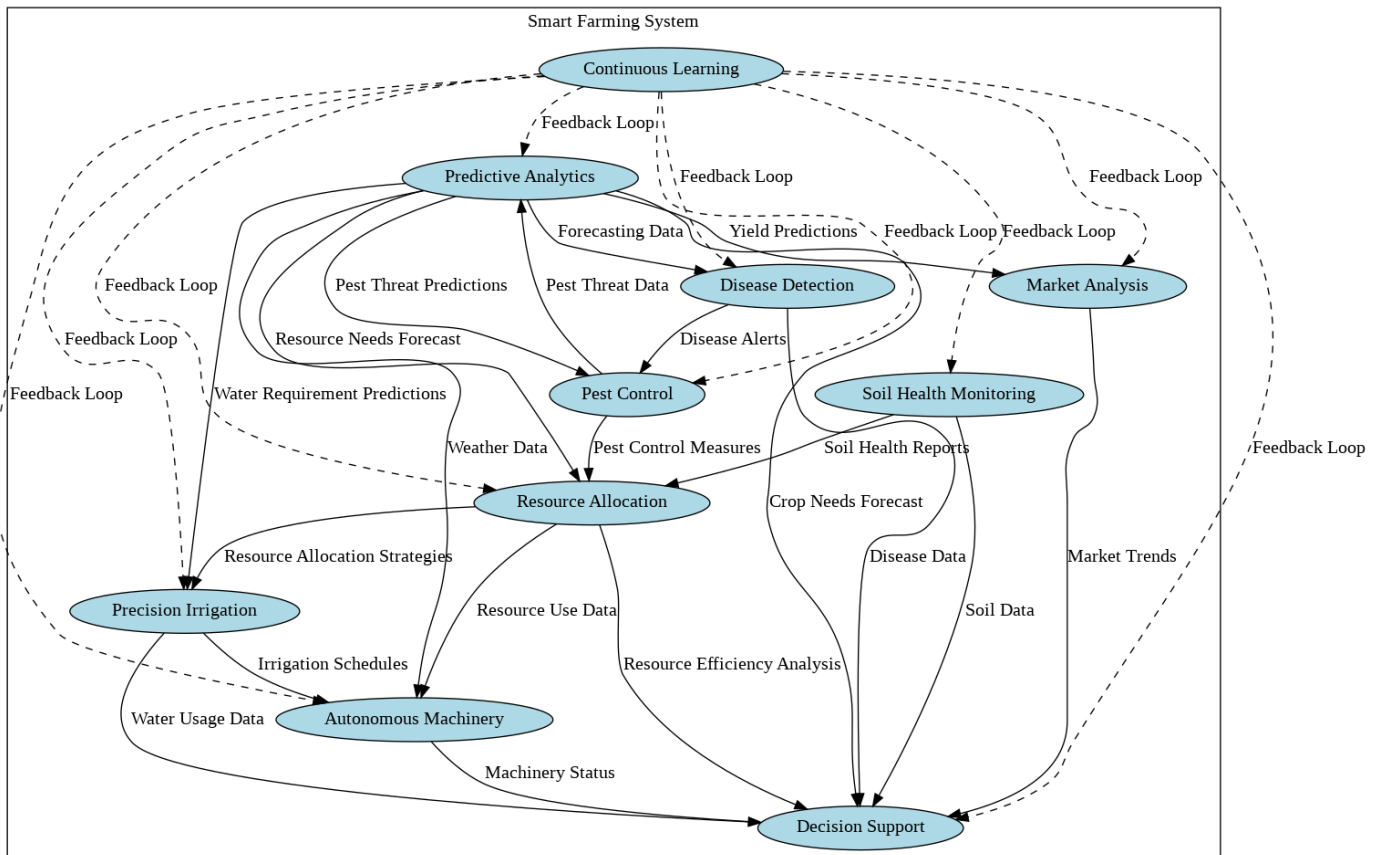 Smart Farming System
Continuous Learning
Feedback Loop
Predictive Analytics
Feedback Loop
Feedback Loop
Forecasting Data
Yield Predictions
Feedback Loop
Feedback Loop
Feedback Loop
Pest Threat Predictions
Pest Threat Data
Disease Detection
Market Analysis
Feedback Loop
Resource Needs Forecast
Disease Alerts
Feedback Loop
Water Requirement Predictions
Pest Control
Soil Health Monitoring
Weather Data
Pest Control Measures
Soil Health Reports
Feedback Loop
Resource Allocation
Crop Needs Forecast
Resource Allocation Strategies
Disease Data
Market Trends
Precision Irrigation
Resource Use Data
Soil Data
Irrigation Schedules
Resource Efficiency Analysis
Water Usage Data
Autonomous Machinery
Machinery Status
Decision Support